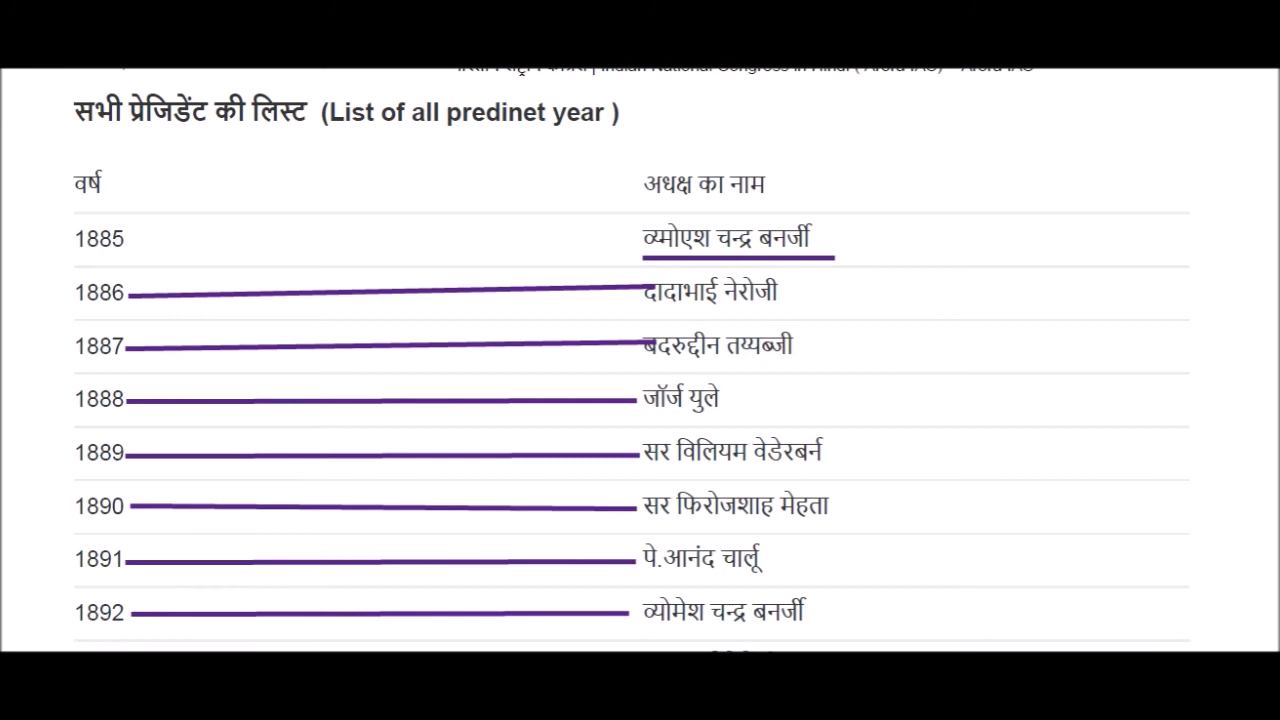 सभी प्रेजिडेंट की लिस्ट (List of all predinet year )
वर्ष अधक्ष का नाम
1885 व्य्मोएश चन्द्र बनर्जी
1886 दादाभाई नेरोजी
1887 बदरुद्दीन तय्यब्जी
1888 जॉर्ज युले
1889 सर विलियम वेडेरबर्न
1890 सर फिरोजशाह मेहता
1891 पे.आनंद चार्लू
1892 व्योमेश चन्द्र बनर्जी